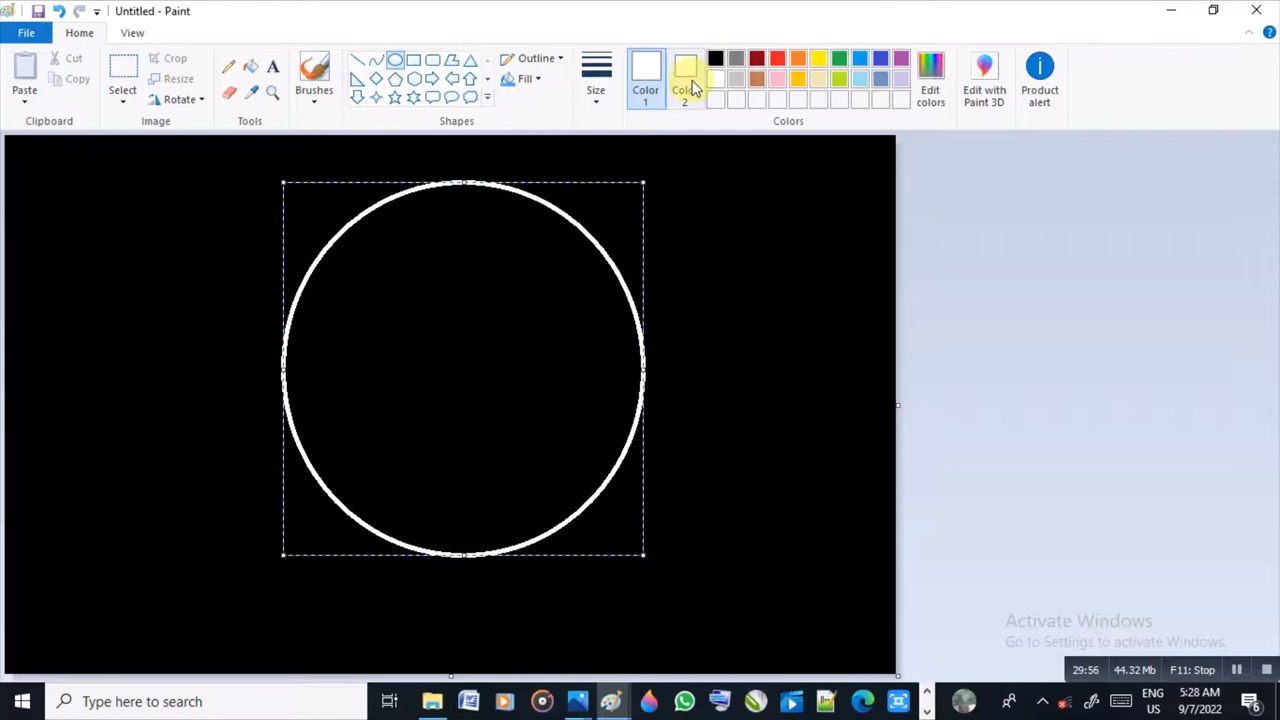 Untitled - Paint
File Home View
Paste Cut Copy Clipboard
Select Crop Resize Rotate Image
Tools
Brushes
Outline Fill Shapes
Size
Color 1
2
Edit colors
Colors
Edit with Paint 3D
Product alert
Activate Windows
Go to Settings to activate Windows.
29:56 44.32 Mb F11: Stop
Type here to search
ENG US
5:28 AM
9/7/2022
6